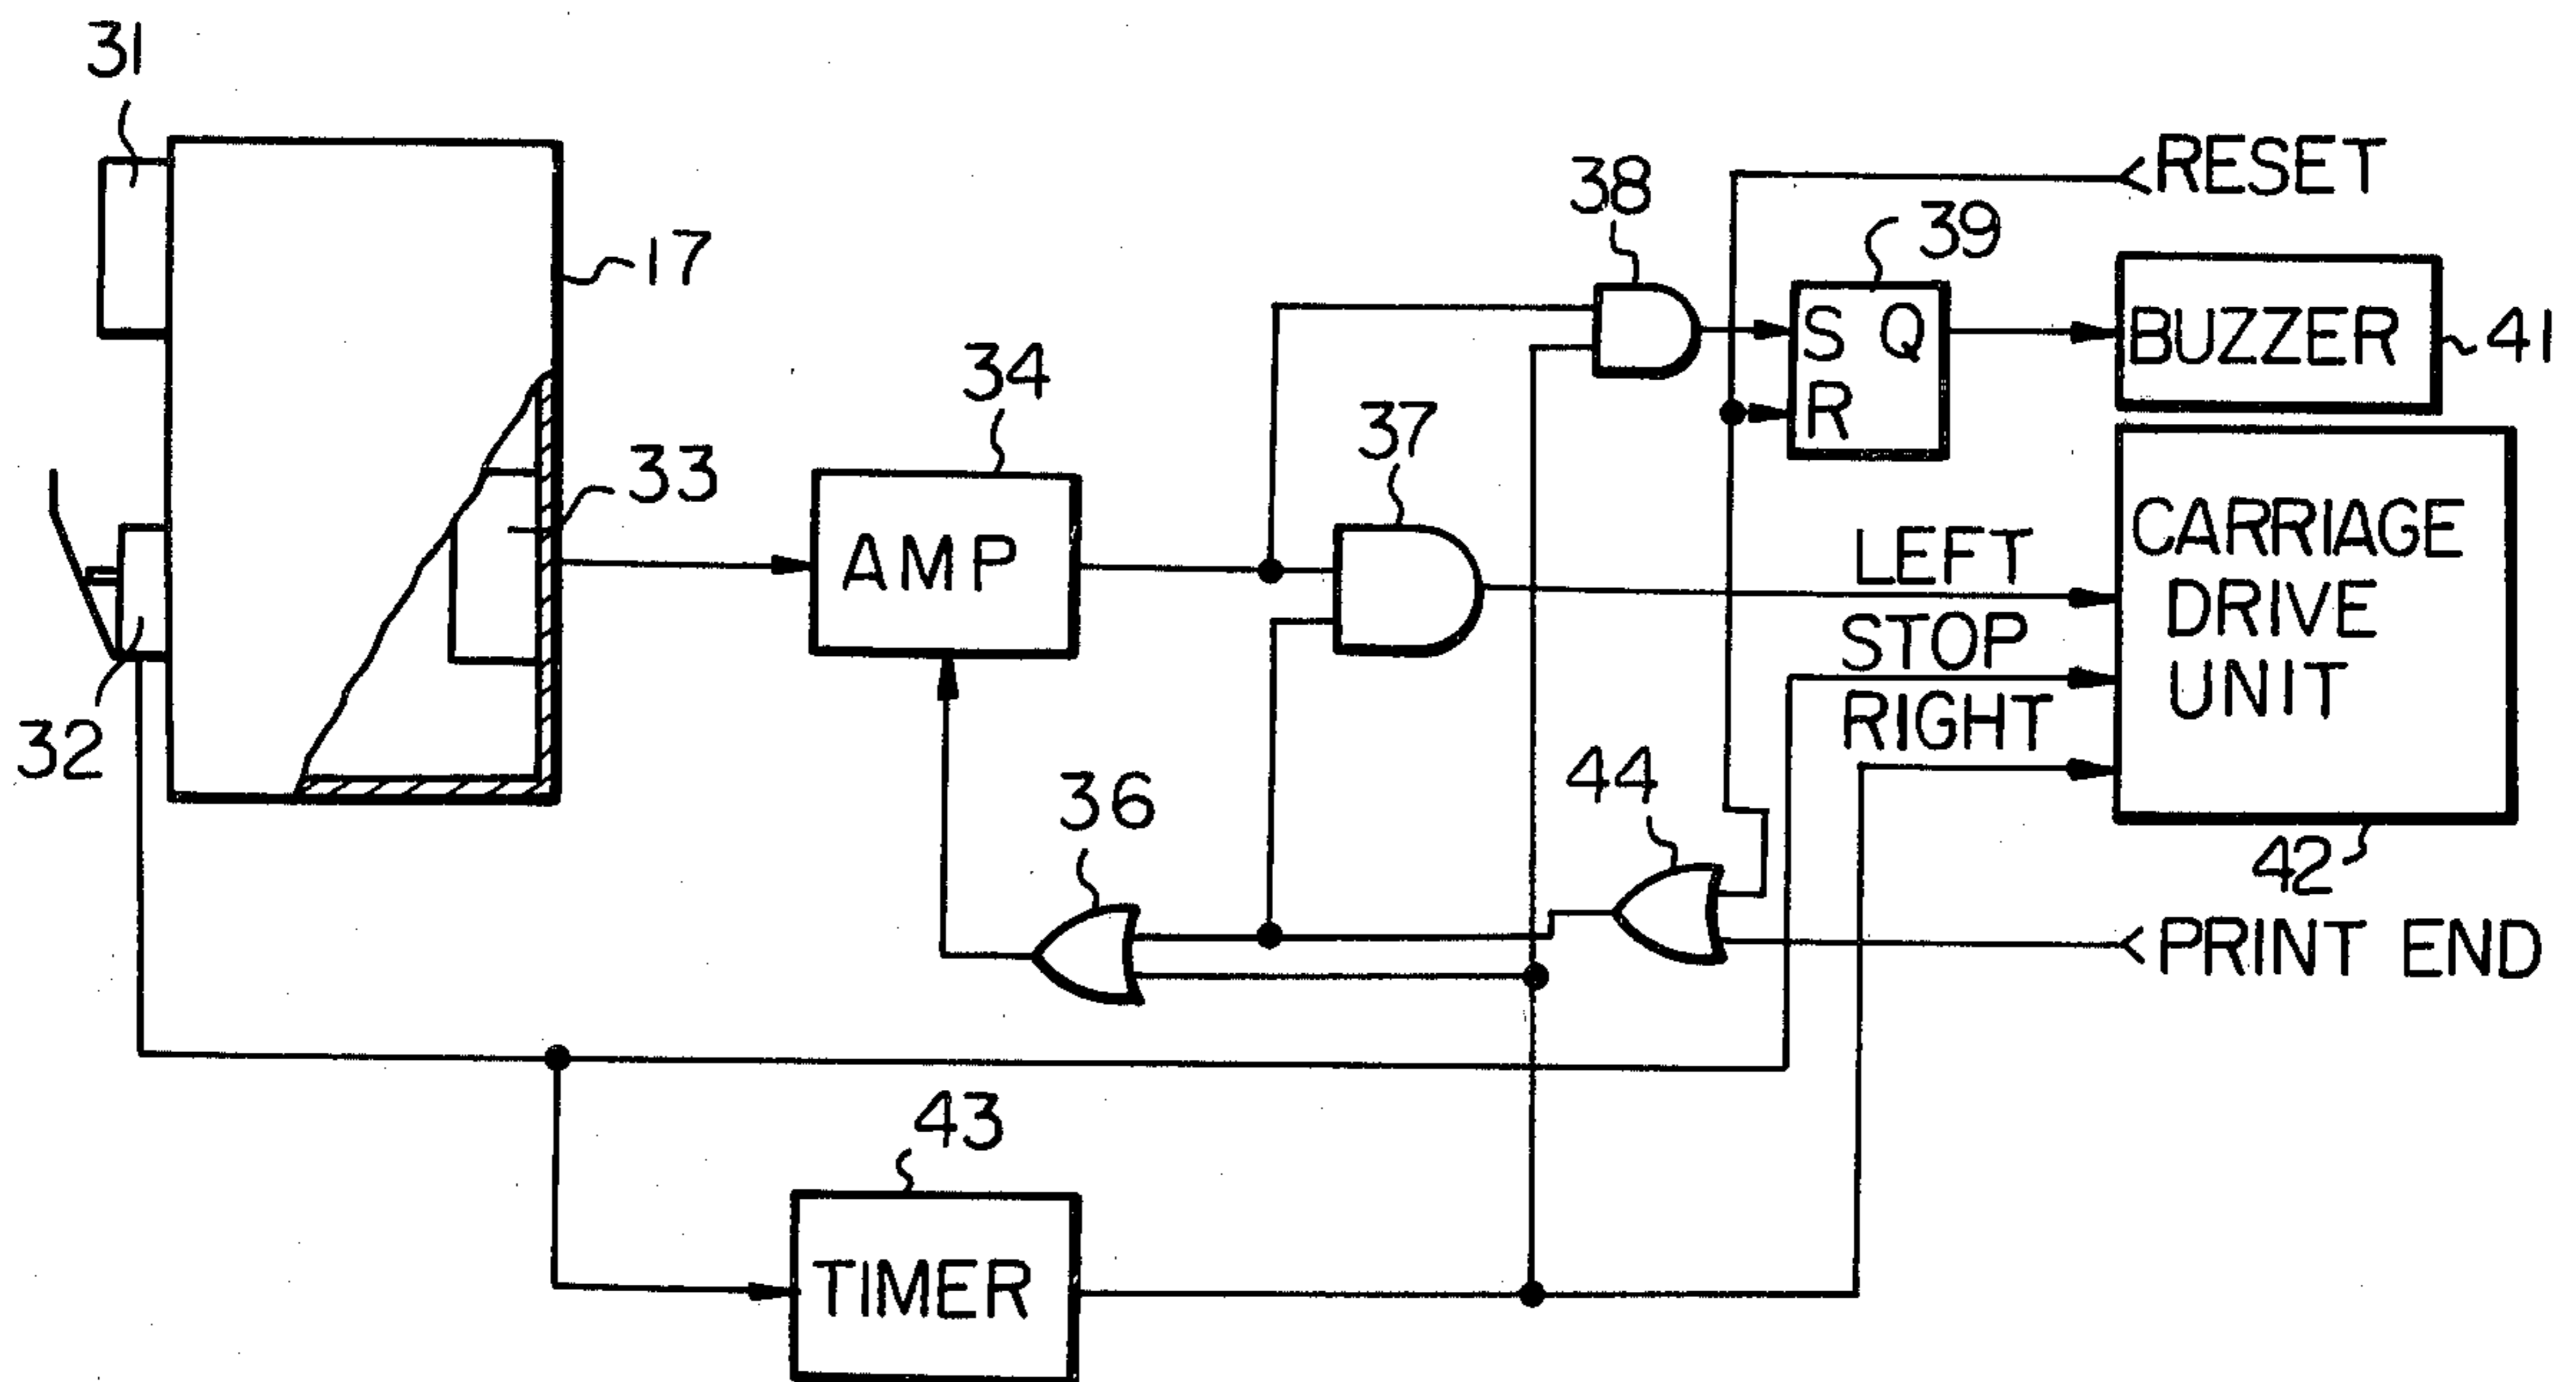 31
RESET
38
39
17
BUZZER
41
34
S Q
R
37
33
AMP
LEFT
CARRIAGE
DRIVE
UNIT
STOP
RIGHT
32
36
44
42
PRINT END
43
TIMER